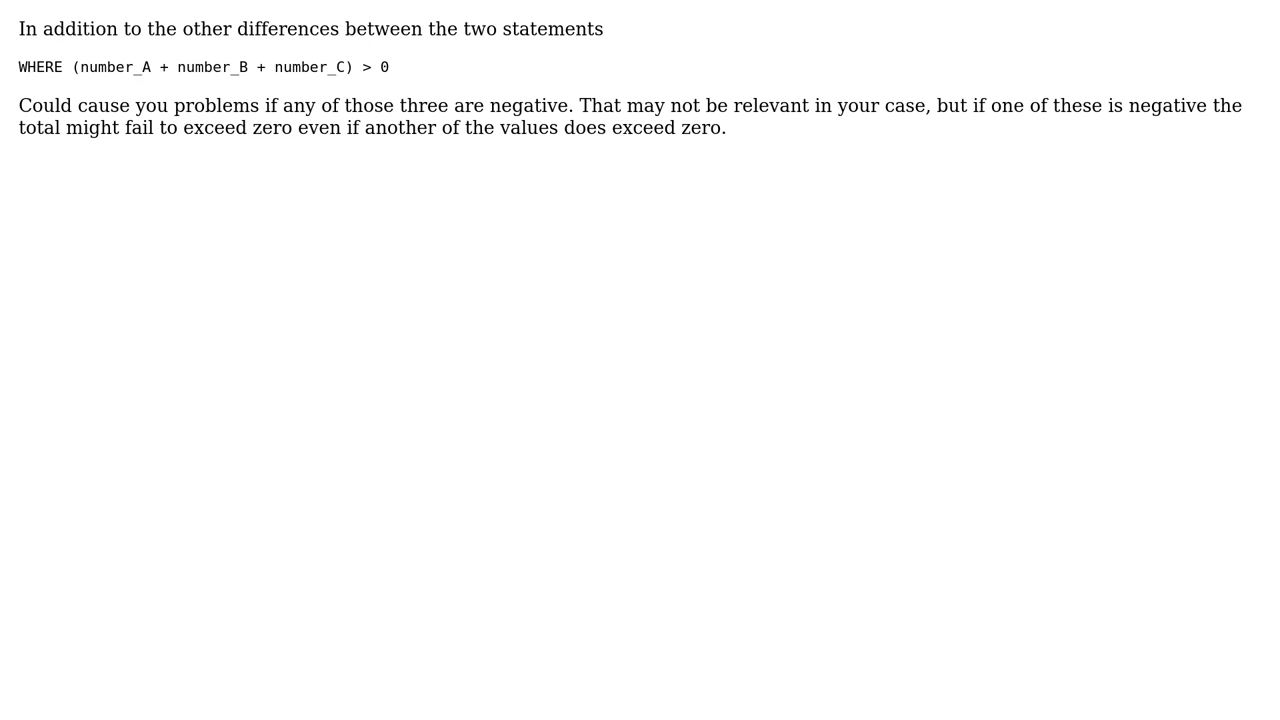 In addition to the other differences between the two statements
WHERE (number_A + number_B + number_C) > 0
Could cause you problems if any of those three are negative. That may not be relevant in your case, but if one of these is negative the
total might fail to exceed zero even if another of the values does exceed zero.